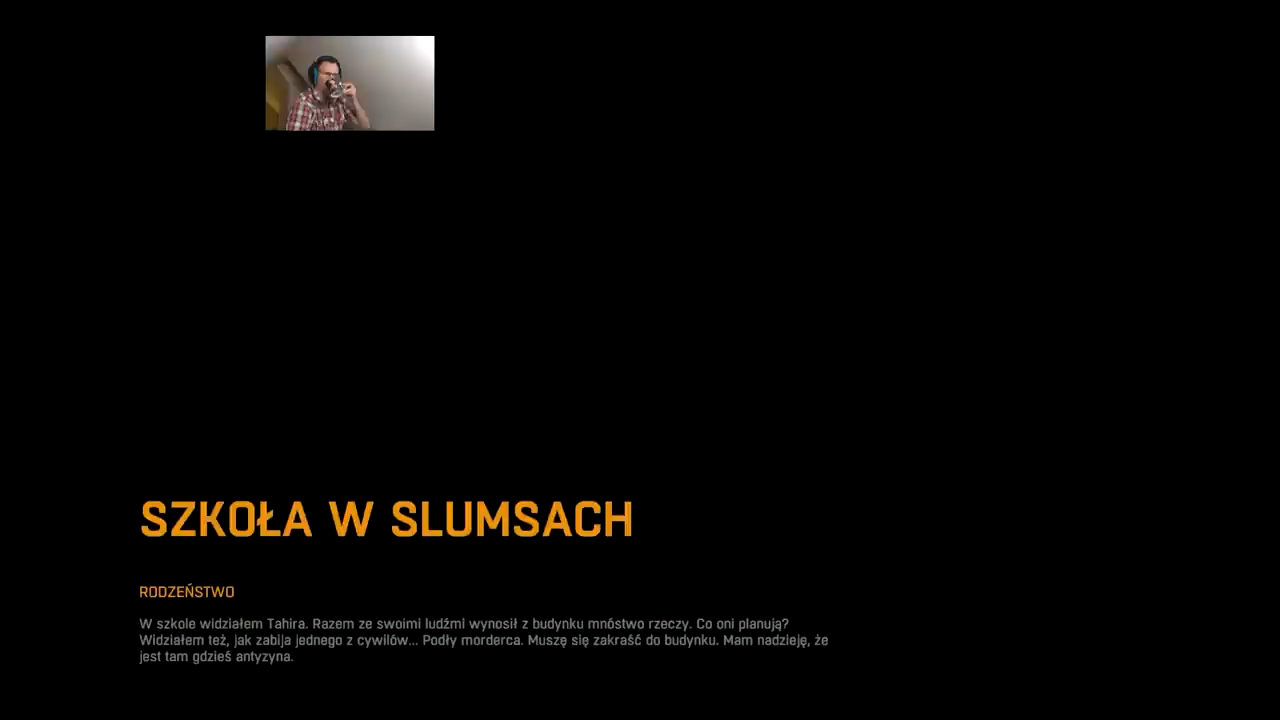 SZKOŁA W SLUMSACH
RODZEŃSTWO
W szkole widziałem Tahira. Razem ze swoimi ludźmi wynosił z budynku mnóstwo rzeczy. Co oni planują?
Widziałem też, jak zabija jednego z cywilów... Podły morderca. Muszę się zakraść do budynku. Mam nadzieję, że
jest tam gdzieś antyzyna.